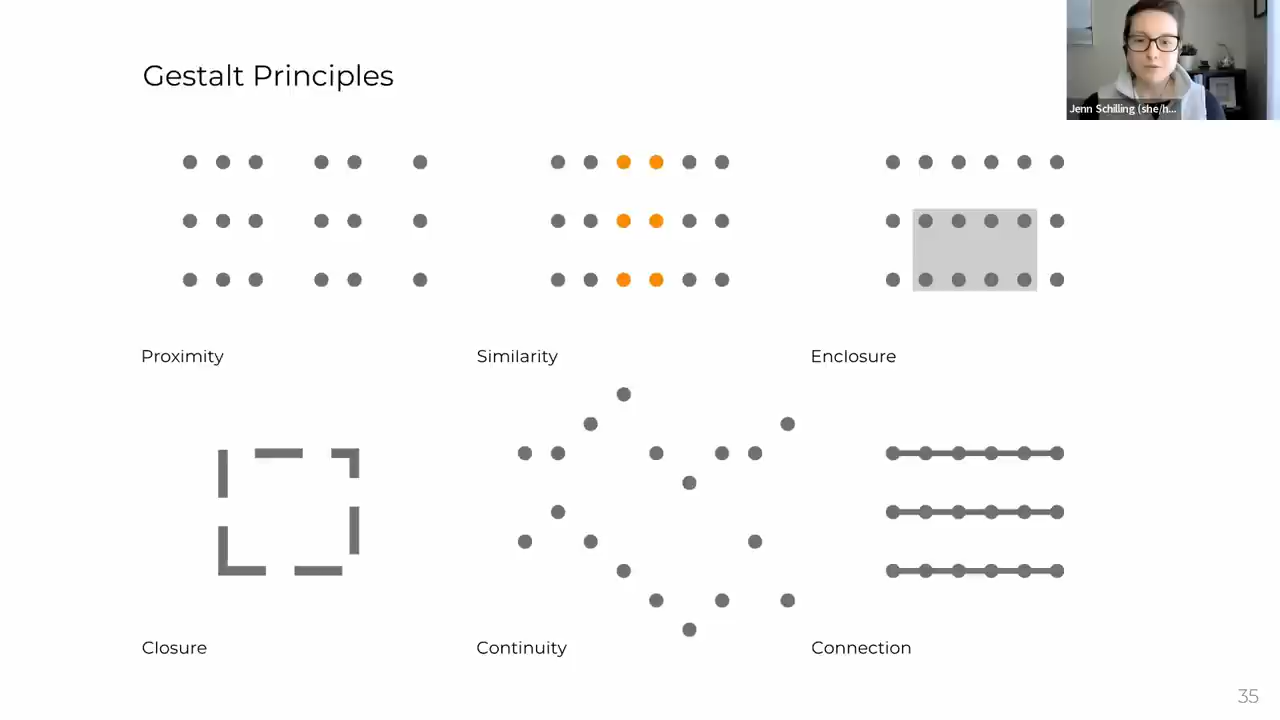 Gestalt Principles
Jenn Schilling (she/h...
Proximity
Similarity
Enclosure
Closure
Continuity
Connection
35